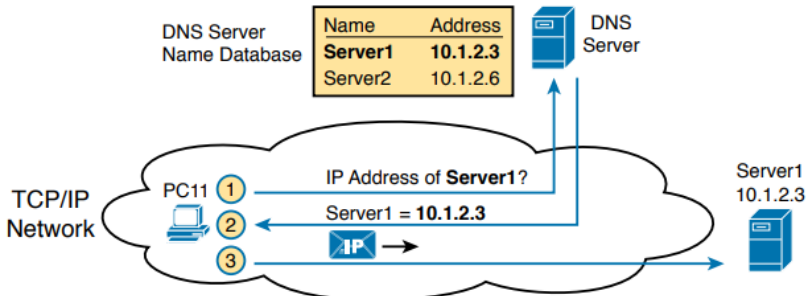 DNS Server
Name Database
Name Address
Server1 10.1.2.3
Server2 10.1.2.6
DNS
Server
TCP/IP
Network
PC11
1
IP Address of Server1?
2
Server1 = 10.1.2.3
IP
3
Server1
10.1.2.3